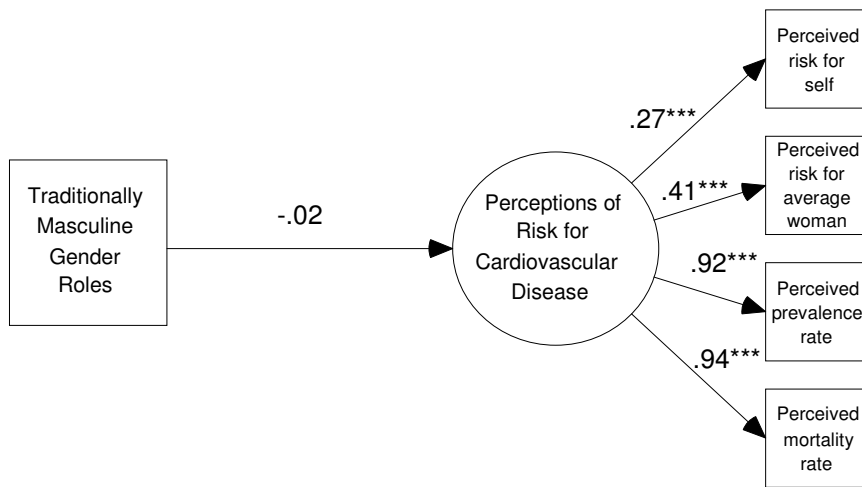 Traditionally
Masculine
Gender
Roles
-.02
Perceptions of
Risk for
Cardiovascular
Disease
.27***
.41***
.92***
.94***
Perceived
risk for
self
Perceived
risk for
average
woman
Perceived
prevalence
rate
Perceived
mortality
rate